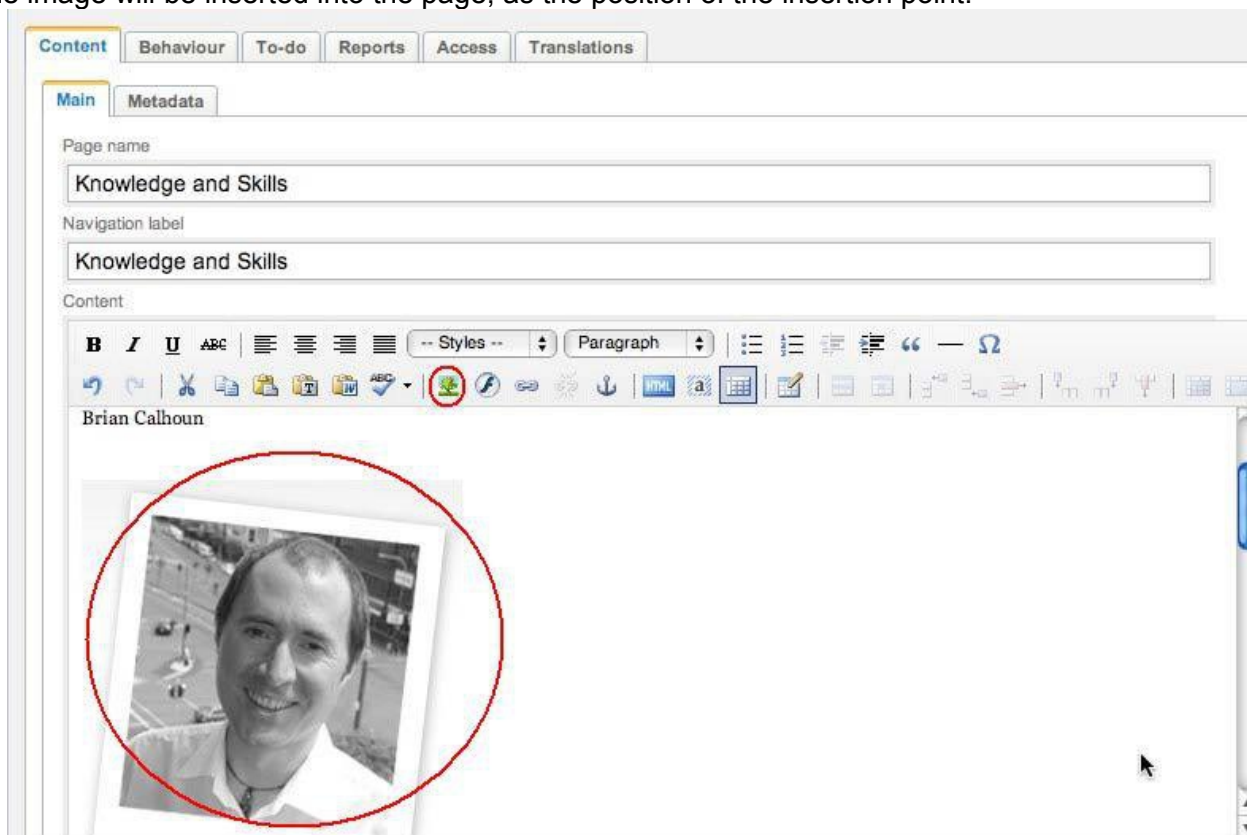 image will be inserted into the page, as the position of the insertion point.
Content Behaviour To-do Reports Access Translations
Main Metadata
Page name
Knowledge and Skills
Navigation label
Knowledge and Skills
Content
B I U ABC -- Styles -- Paragraph “ — Ω
T W ABC HTML a
Brian Calhoun